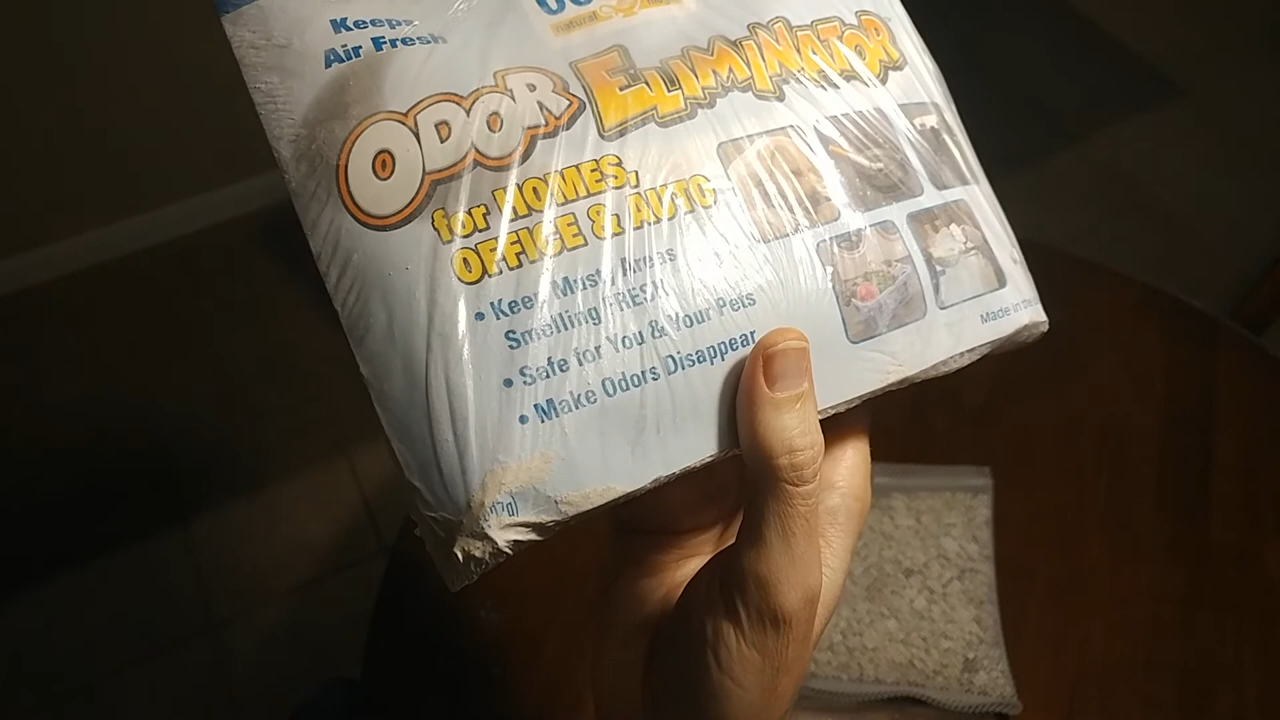 Keeps
Air Fresh
natural
ODOR ELIMINATOR
for HOMES,
OFFICE & AUTO
• Keep Musty Areas
Smelling FRESH
• Safe for You & Your Pets
• Make Odors Disappear
Made in the